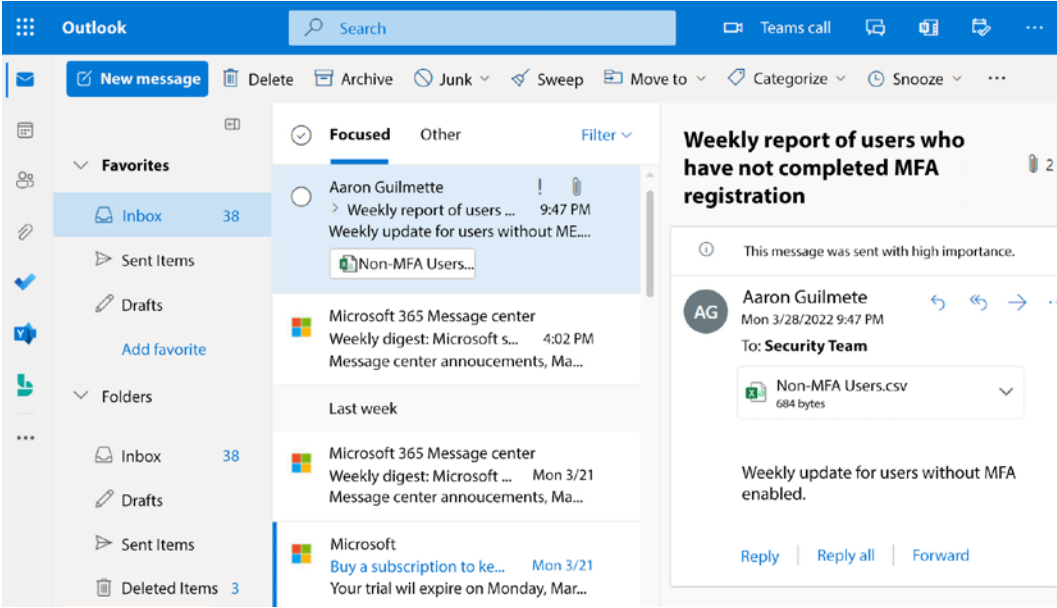 Outlook
Search
Teams call
New message
Delete
Archive
Junk
Sweep
Move to
Categorize
Snooze
Favorites
Inbox 38
Sent Items
Drafts
Add favorite
Folders
Inbox 38
Drafts
Sent Items
Deleted Items 3
Focused Other Filter
Aaron Guilmette
Weekly report of users ... 9:47 PM
Weekly update for users without ME....
Non-MFA Users...
Microsoft 365 Message center
Weekly digest: Microsoft s... 4:02 PM
Message center annoucements, Ma...
Last week
Microsoft 365 Message center
Weekly digest: Microsoft ... Mon 3/21
Message center annoucements, Ma...
Microsoft
Buy a subscription to ke... Mon 3/21
Your trial wil expire on Monday, Mar...
Weekly report of users who
have not completed MFA
registration
2
This message was sent with high importance.
AG
Aaron Guilmete
Mon 3/28/2022 9:47 PM
To: Security Team
Non-MFA Users.csv
684 bytes
Weekly update for users without MFA
enabled.
Reply Reply all Forward